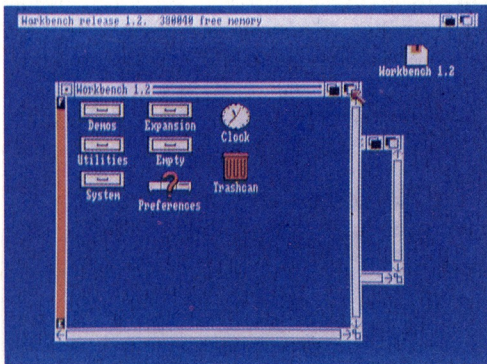 Workbench release 1.2. 380040 free memory
Workbench 1.2
Workbench 1.2
Demos
Expansion
Clock
Utilities
Empty
Trashcan
System
Preferences
E